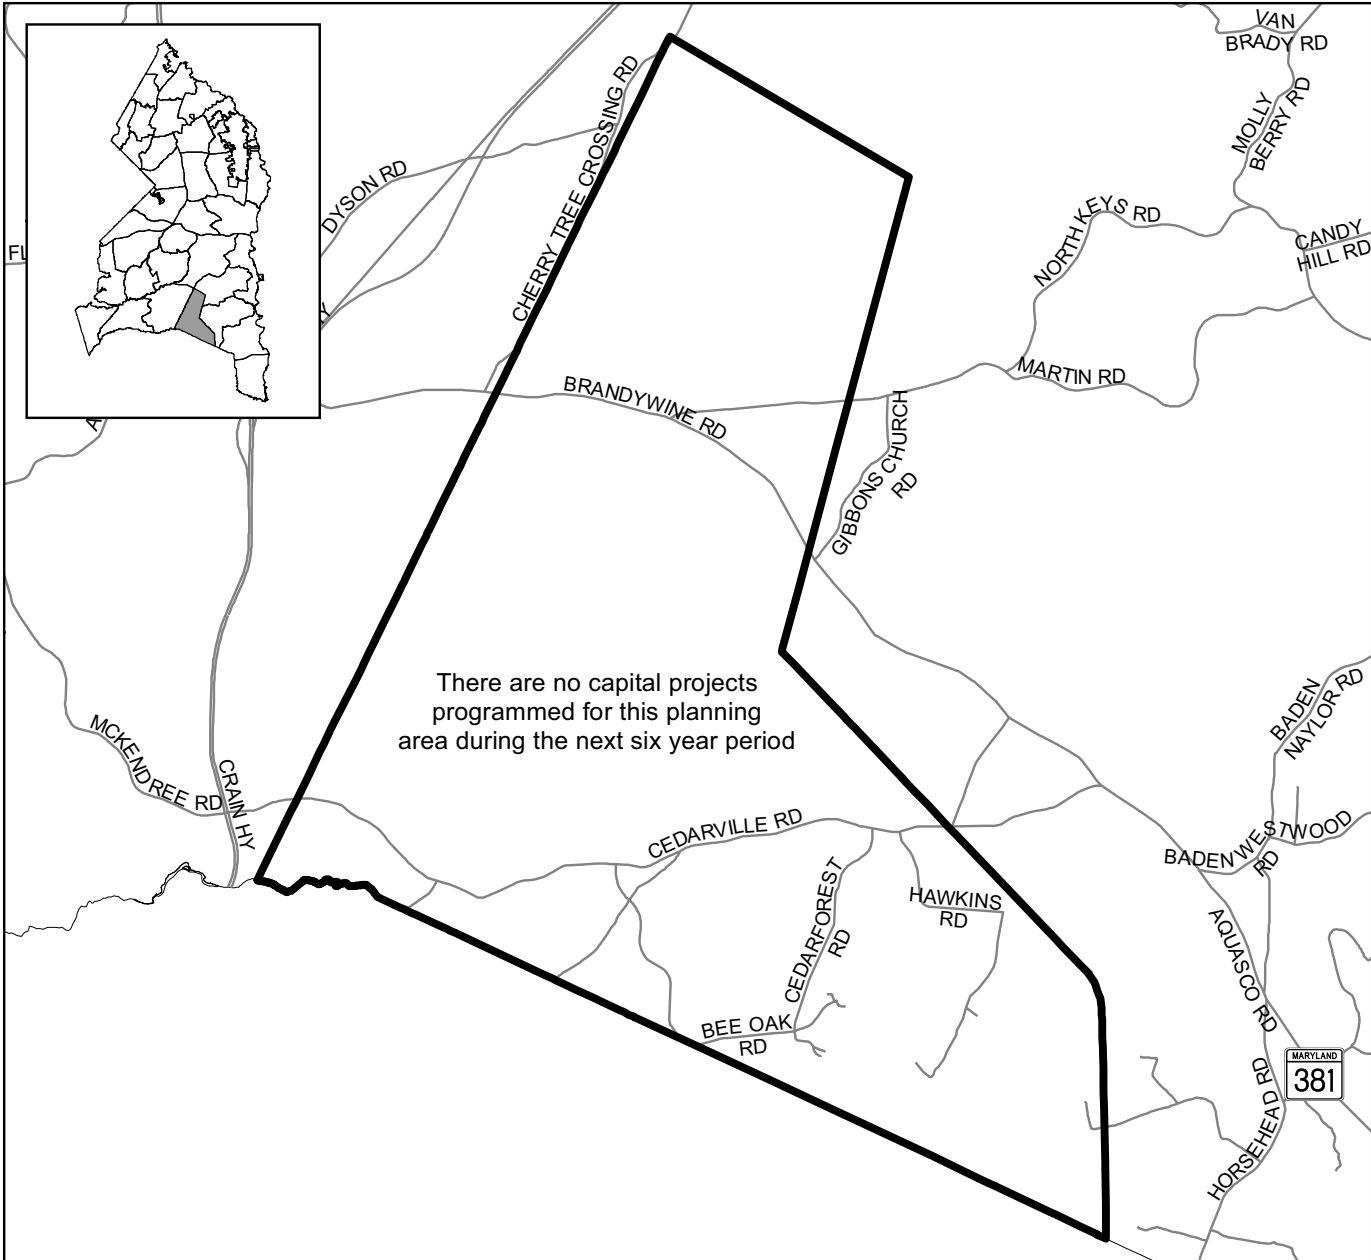 VAN
BRADY RD
MOLLY
BERRY RD
CHERRY TREE CROSSING RD
DYSON RD
NORTH KEYS RD
CANDY
HILL RD
FL
Y
MARTIN RD
BRANDYWINE RD
A
GIBBONS CHURCH
RD
There are no capital projects
programmed for this planning
area during the next six year period
BADEN
NAYLOR RD
MCKENDREE RD
CRAIN HY
CEDARVILLE RD
BADEN WESTWOOD
RD
CEDARFOREST
RD
HAWKINS
RD
AQUASCO RD
BEE OAK
RD
MARYLAND
381
HORSEHEAD RD